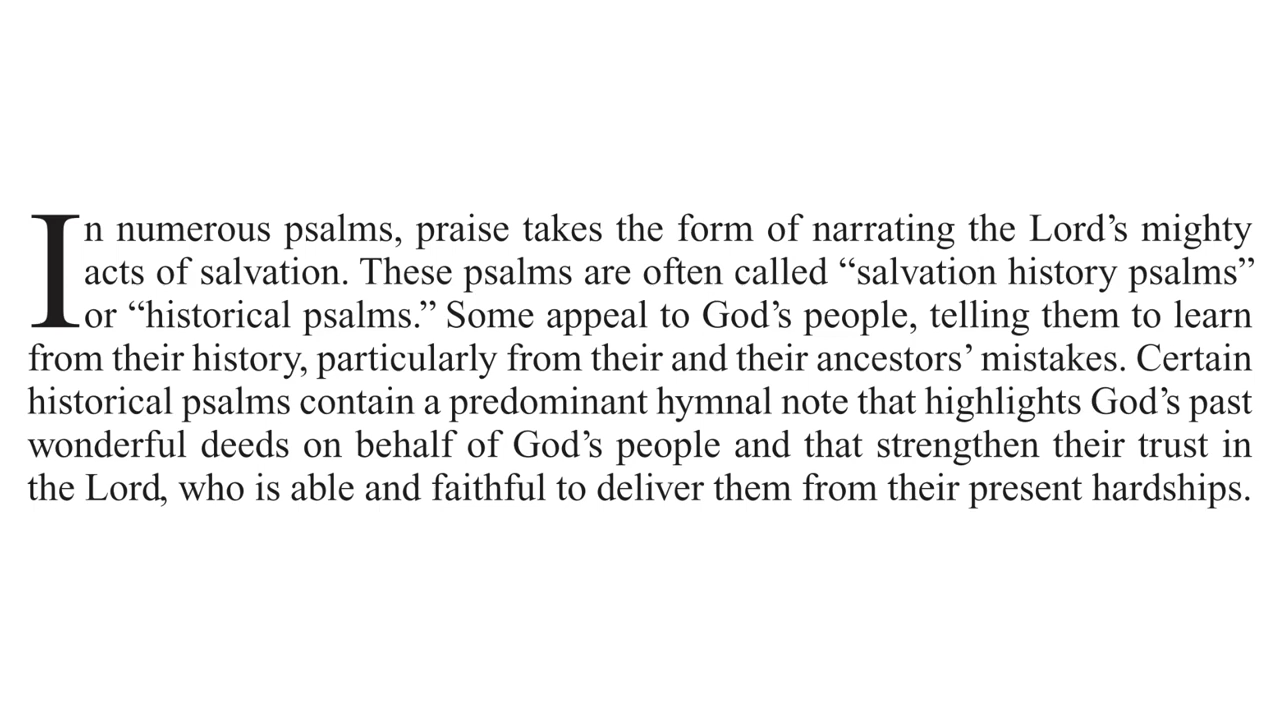 In numerous psalms, praise takes the form of narrating the Lord’s mighty
acts of salvation. These psalms are often called “salvation history psalms”
or “historical psalms.” Some appeal to God’s people, telling them to learn
from their history, particularly from their and their ancestors’ mistakes. Certain
historical psalms contain a predominant hymnal note that highlights God’s past
wonderful deeds on behalf of God’s people and that strengthen their trust in
the Lord, who is able and faithful to deliver them from their present hardships.